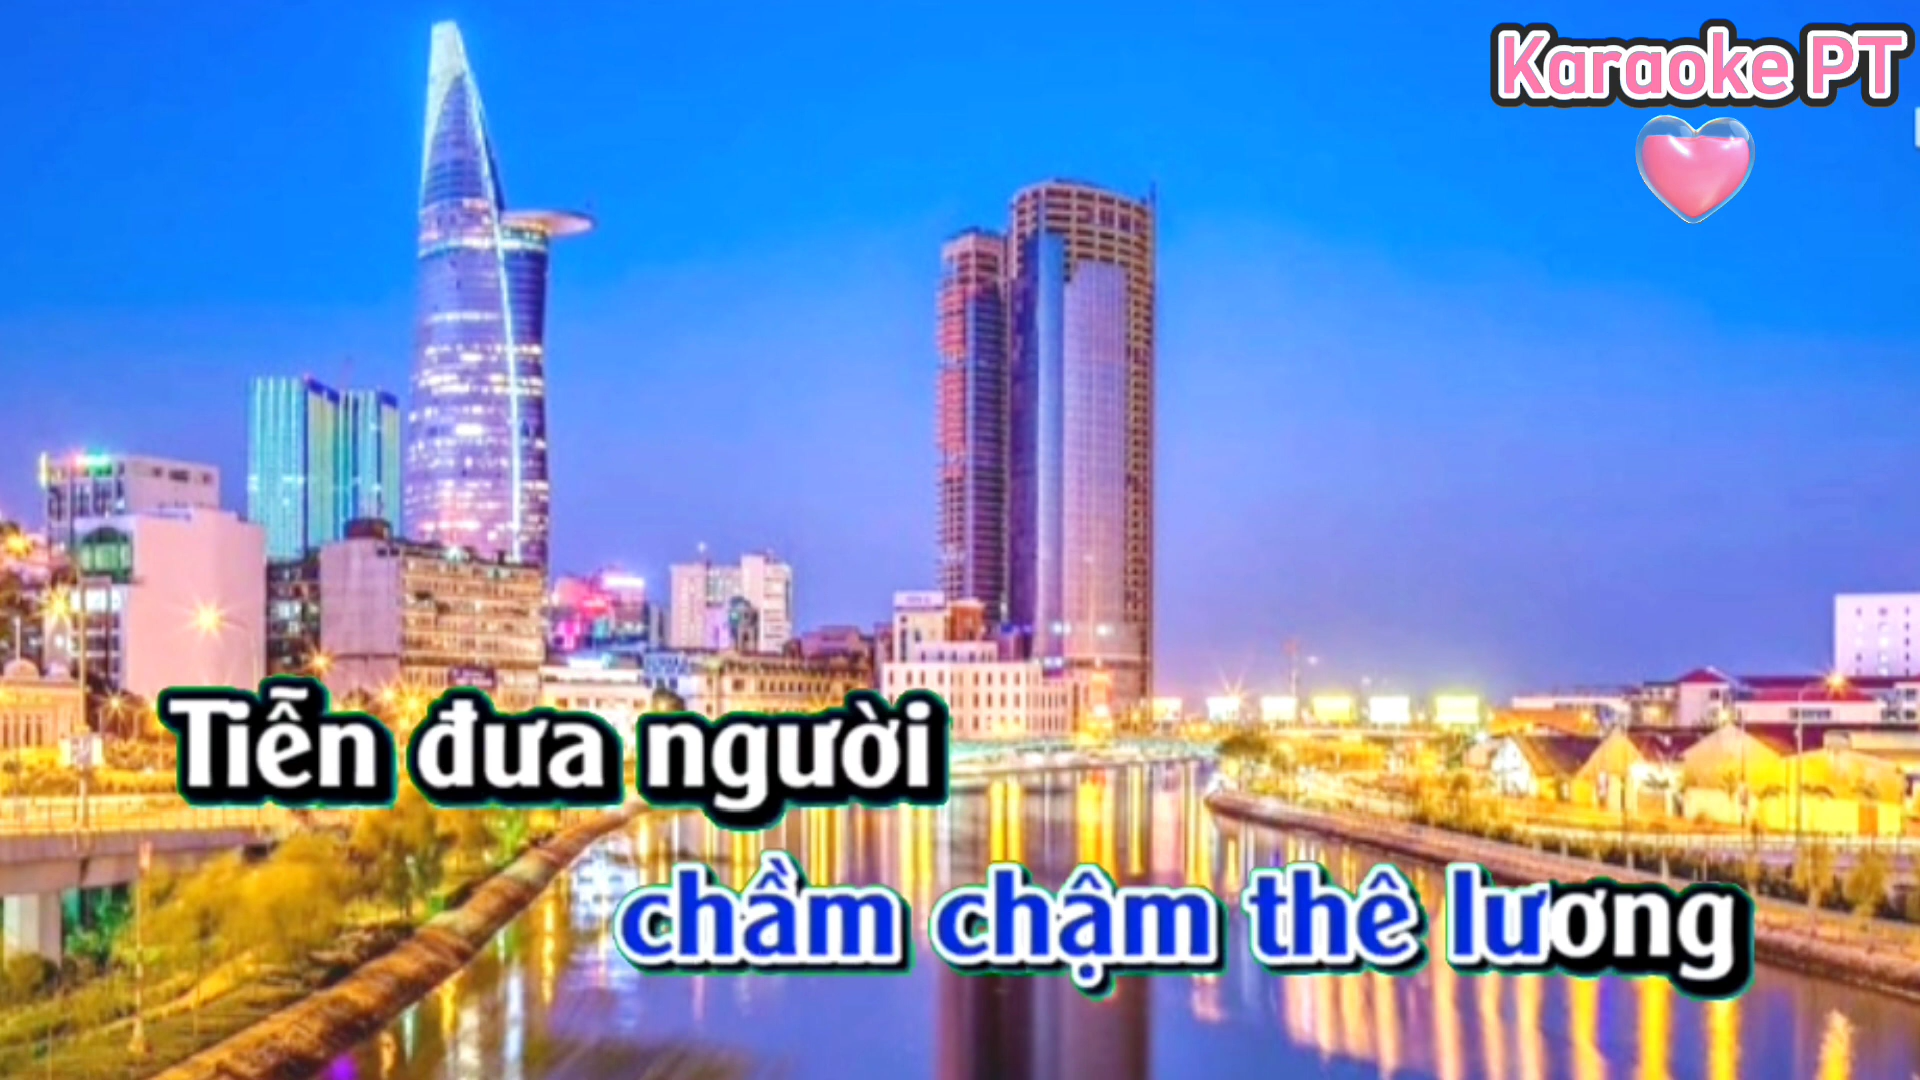 Karaoke PT
Tiễn đưa người
chầm chậm thê lương